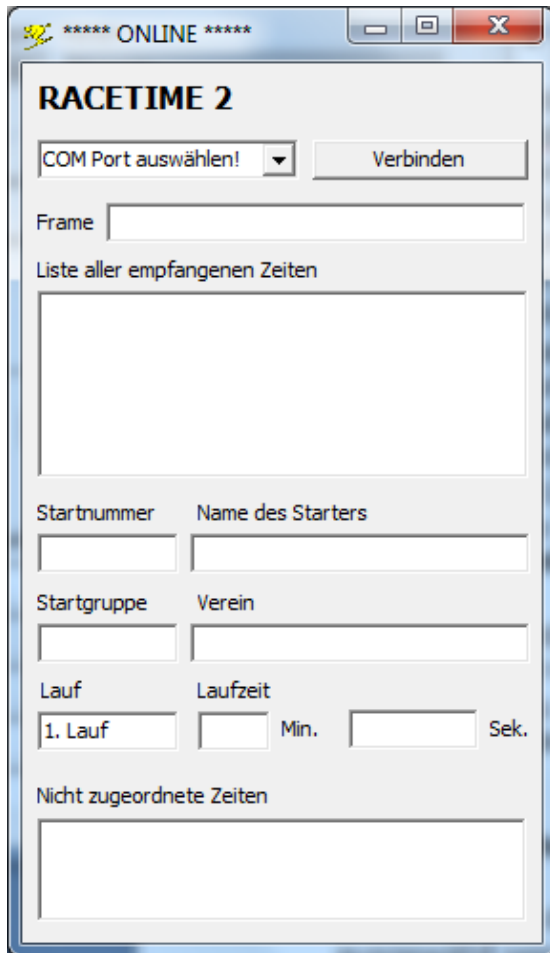 ***** ONLINE *****
RACETIME 2
COM Port auswählen! Verbinden
Frame
Liste aller empfangenen Zeiten
Startnummer Name des Starters
Startgruppe Verein
Lauf Laufzeit
1. Lauf Min. Sek.
Nicht zugeordnete Zeiten